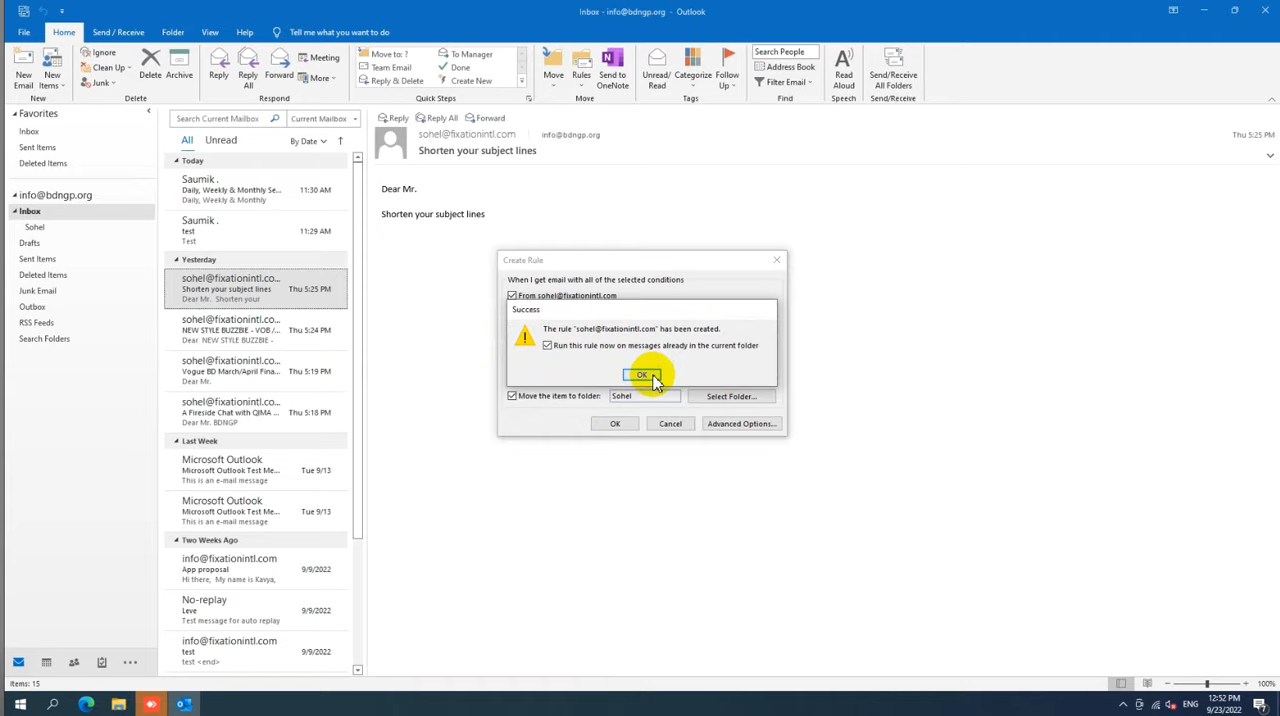 Inbox - info@bdngp.org - Outlook
File
Home
Send / Receive
Folder
View
Help
Tell me what you want to do
New Email
New Items
New
Ignore
Clean Up
Junk
Delete
Archive
Delete
Reply
Reply All
Forward
Meeting
More
Respond
Move to: ?
To Manager
Team Email
Done
Reply & Delete
Create New
Quick Steps
Move
Rules
Send to OneNote
Move
Unread/ Read
Categorize
Follow Up
Tags
Search People
Address Book
Filter Email
Find
Read Aloud
Speech
Send/Receive All Folders
Send/Receive
Favorites
Inbox
Sent Items
Deleted Items
info@bdngp.org
Inbox
Sohel
Drafts
Sent Items
Deleted Items
Junk Email
Outbox
RSS Feeds
Search Folders
Search Current Mailbox
Current Mailbox
All
Unread
By Date
Today
Saumik .
Daily, Weekly & Monthly Se...
11:30 AM
Daily, Weekly & Monthly
Saumik .
test
11:29 AM
Test
Yesterday
sohel@fixationintl.co...
Shorten your subject lines
Thu 5:25 PM
Dear Mr. Shorten your
sohel@fixationintl.co...
NEW STYLE BUZZBIE - VOB /...
Thu 5:24 PM
Dear NEW STYLE BUZZBIE -
sohel@fixationintl.co...
Vogue BD March/April Fina...
Thu 5:19 PM
Dear Mr.
sohel@fixationintl.co...
A Fireside Chat with QIMA ...
Thu 5:18 PM
Dear Mr. BDNGP
Last Week
Microsoft Outlook
Microsoft Outlook Test Me...
Tue 9/13
This is an e-mail message
Microsoft Outlook
Microsoft Outlook Test Me...
Tue 9/13
This is an e-mail message
Two Weeks Ago
info@fixationintl.com
App proposal
9/9/2022
Hi there, My name is Kavya,
No-replay
Leve
9/9/2022
Test message for auto replay
info@fixationintl.com
test
9/9/2022
test <end>
Reply
Reply All
Forward
sohel@fixationintl.com
info@bdngp.org
Thu 5:25 PM
Shorten your subject lines
Dear Mr.
Shorten your subject lines
Create Rule
When I get email with all of the selected conditions
From sohel@fixationintl.com
Success
The rule "sohel@fixationintl.com" has been created.
Run this rule now on messages already in the current folder
OK
Move the item to folder:
Sohel
Select Folder...
OK
Cancel
Advanced Options...
Items: 15
100%
ENG
12:52 PM
9/23/2022